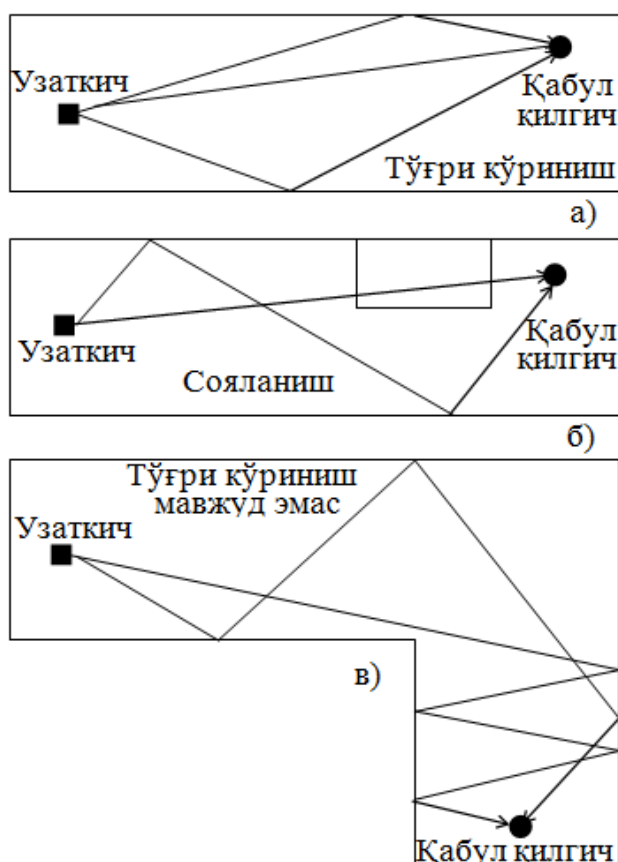 Узаткич
Қабул
қилгич
Тўғри кўриниш
а)
Узаткич
Қабул
қилгич
Сояланиш
б)
Тўғри кўриниш
мавжуд эмас
Узаткич
в)
Қабул қилгич